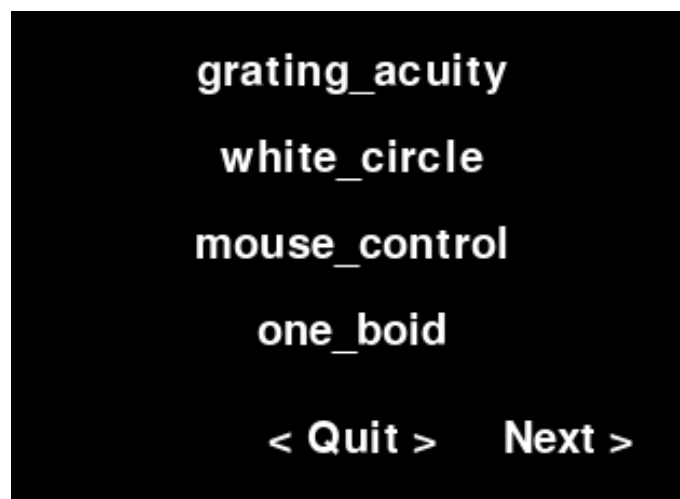 grating_acuity
white_circle
mouse_control
one_boid
< Quit > Next >